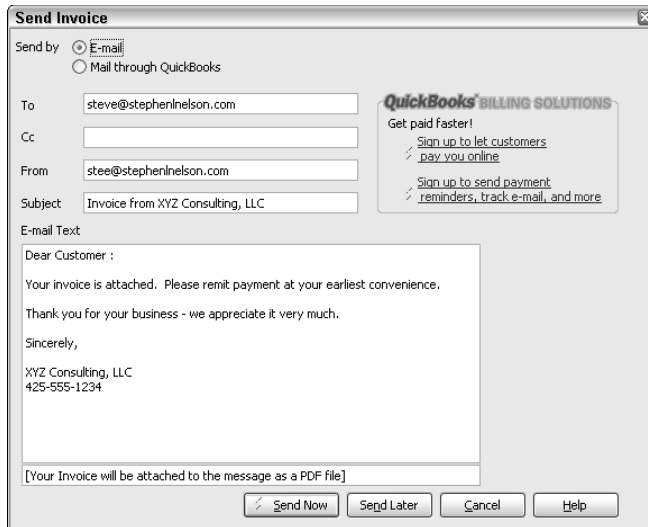 Send Invoice
Send by
E-mail
Mail through QuickBooks
To
steve@stephenlnelson.com
Cc
From
stee@stephenlnelson.com
Subject
Invoice from XYZ Consulting, LLC
QuickBooks BILLING SOLUTIONS
Get paid faster!
Sign up to let customers
pay you online
Sign up to send payment
reminders, track e-mail, and more
E-mail Text
Dear Customer :
Your invoice is attached. Please remit payment at your earliest convenience.
Thank you for your business - we appreciate it very much.
Sincerely,
XYZ Consulting, LLC
425-555-1234
[Your Invoice will be attached to the message as a PDF file]
Send Now
Send Later
Cancel
Help